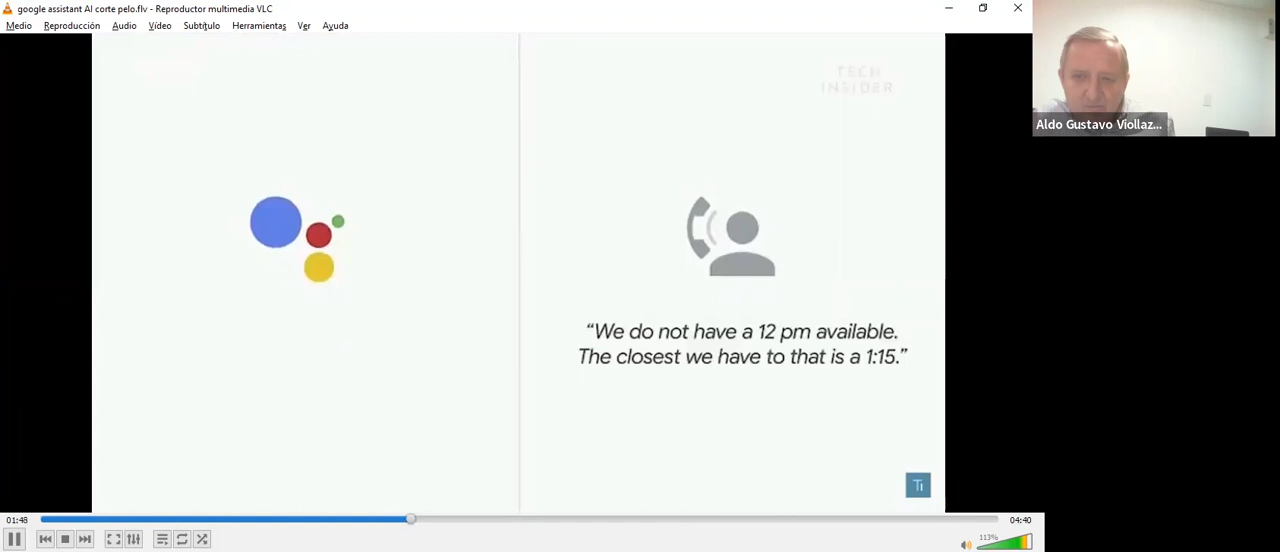 google assistant AI corte pelo.flv - Reproductor multimedia VLC
Medio Reproducción Audio Vídeo Subtítulo Herramientas Ver Ayuda
TECH
INSIDER
Aldo Gustavo Viollaz...
“We do not have a 12 pm available.
The closest we have to that is a 1:15.”
Ti
01:48
04:40
113%